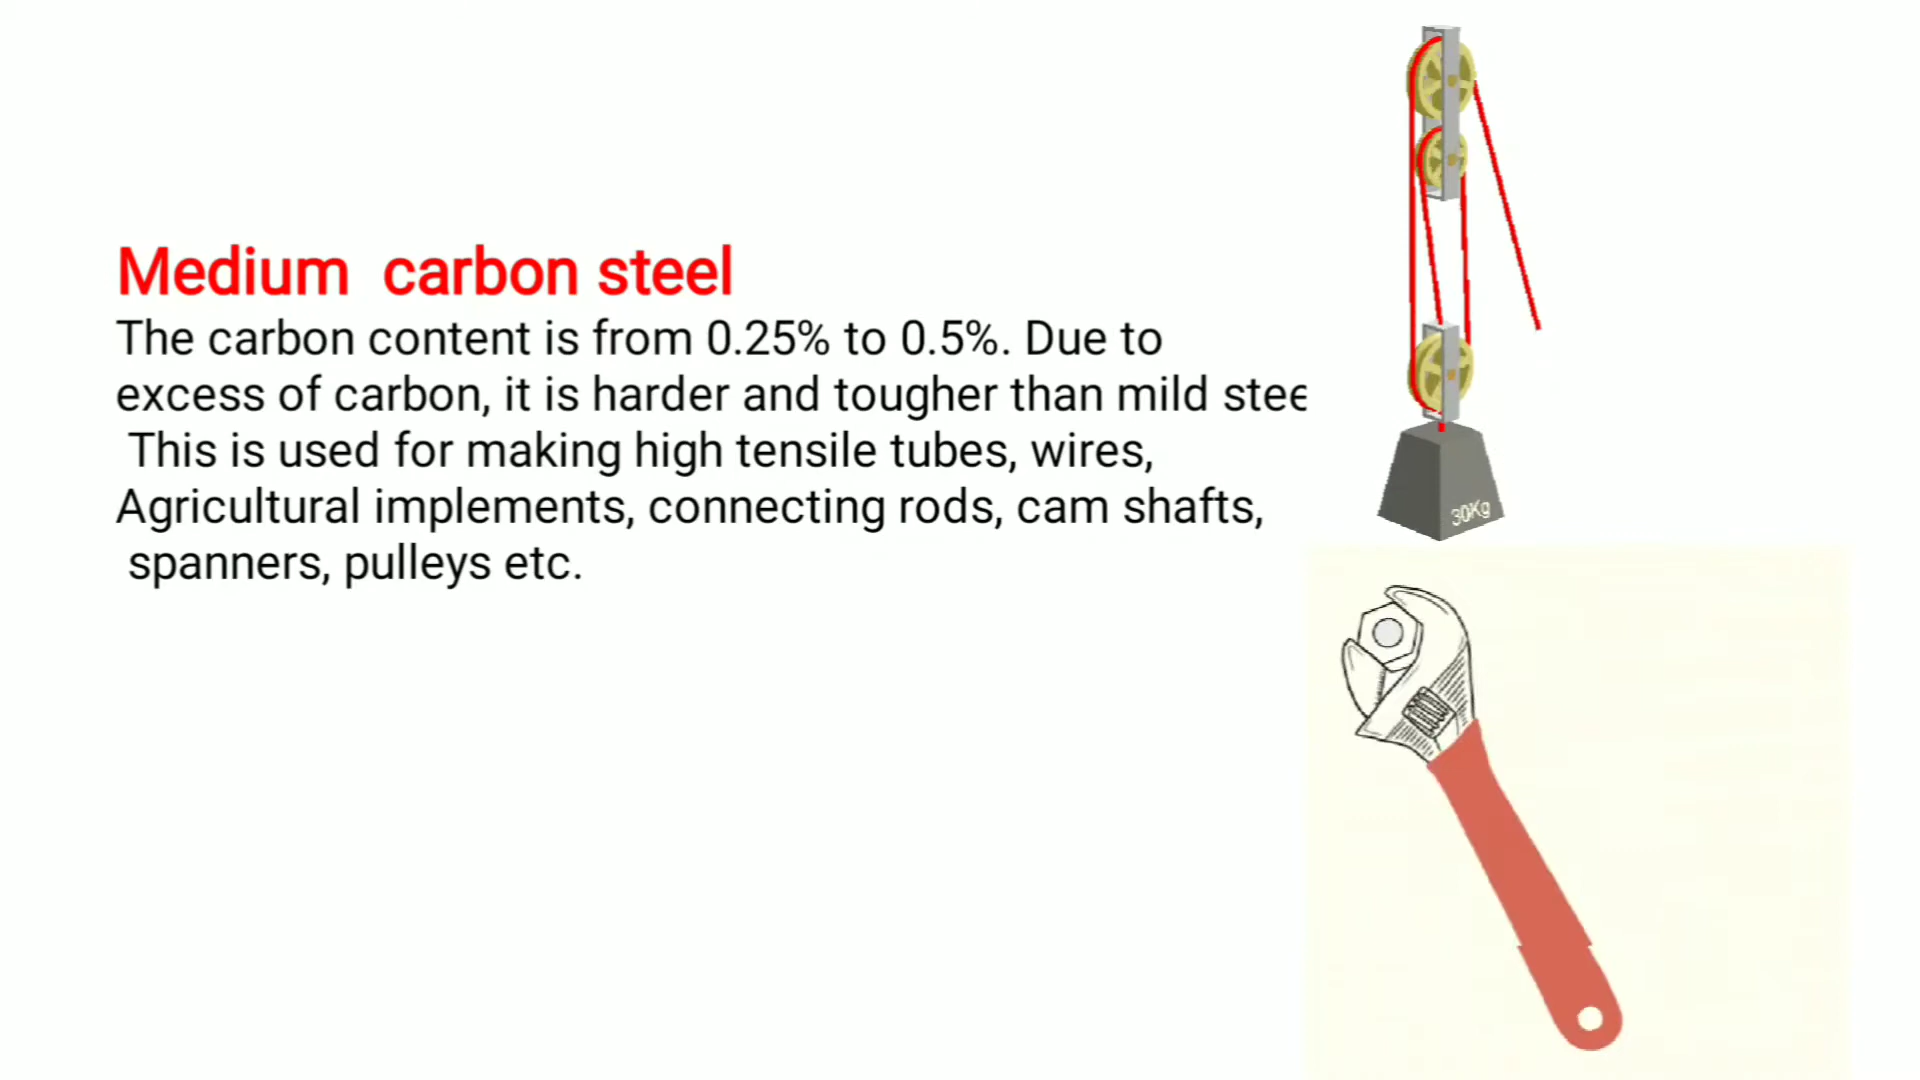 Medium carbon steel
The carbon content is from 0.25% to 0.5%. Due to
excess of carbon, it is harder and tougher than mild stee
This is used for making high tensile tubes, wires,
Agricultural implements, connecting rods, cam shafts,
spanners, pulleys etc.
30Kg